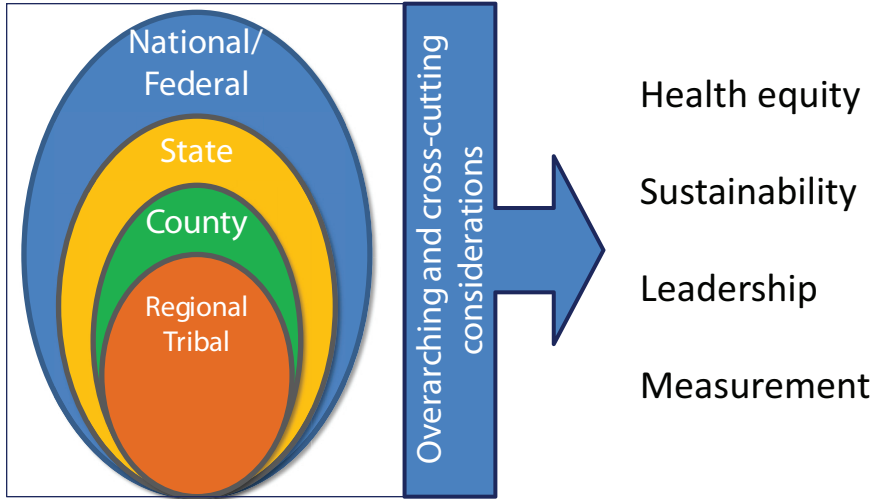 National/
Federal
State
County
Regional
Tribal
Overarching and cross-cutting
considerations
Health equity
Sustainability
Leadership
Measurement